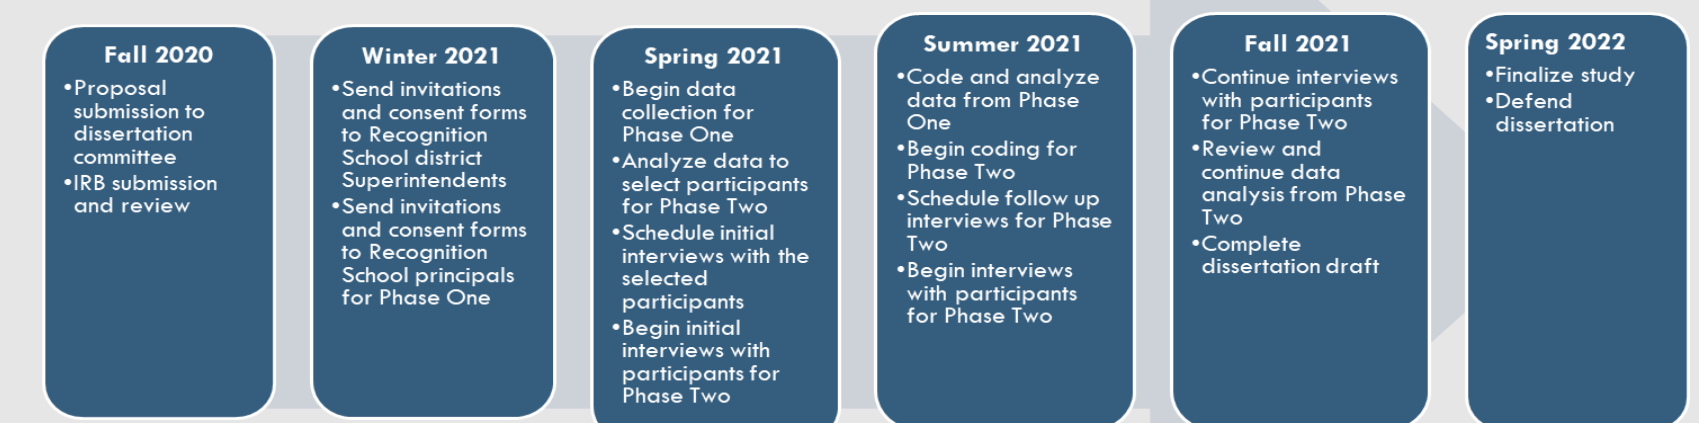 Fall 2020
•Proposal
submission to
dissertation
committee
•IRB submission
and review
Winter 2021
•Send invitations
and consent forms
to Recognition
School district
Superintendents
•Send invitations
and consent forms
to Recognition
School principals
for Phase One
Spring 2021
•Begin data
collection for
Phase One
•Analyze data to
select participants
for Phase Two
•Schedule initial
interviews with the
selected
participants
•Begin initial
interviews with
participants for
Phase Two
Summer 2021
•Code and analyze
data from Phase
One
•Begin coding for
Phase Two
•Schedule follow up
interviews for Phase
Two
•Begin interviews
with participants
for Phase Two
Fall 2021
•Continue interviews
with participants
for Phase Two
•Review and
continue data
analysis from Phase
Two
•Complete
dissertation draft
Spring 2022
•Finalize study
•Defend
dissertation